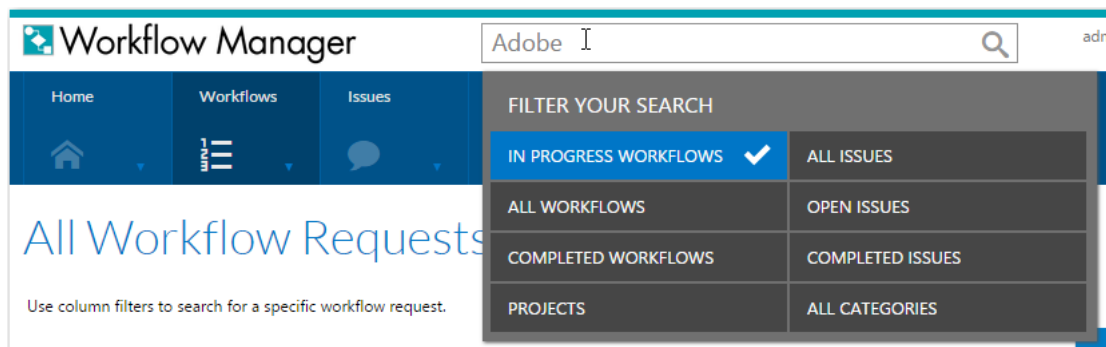 Workflow Manager
Adobe
Home
Workflows
Issues
FILTER YOUR SEARCH
IN PROGRESS WORKFLOWS
ALL ISSUES
ALL WORKFLOWS
OPEN ISSUES
COMPLETED WORKFLOWS
COMPLETED ISSUES
PROJECTS
ALL CATEGORIES
All Workflow Requests
Use column filters to search for a specific workflow request.